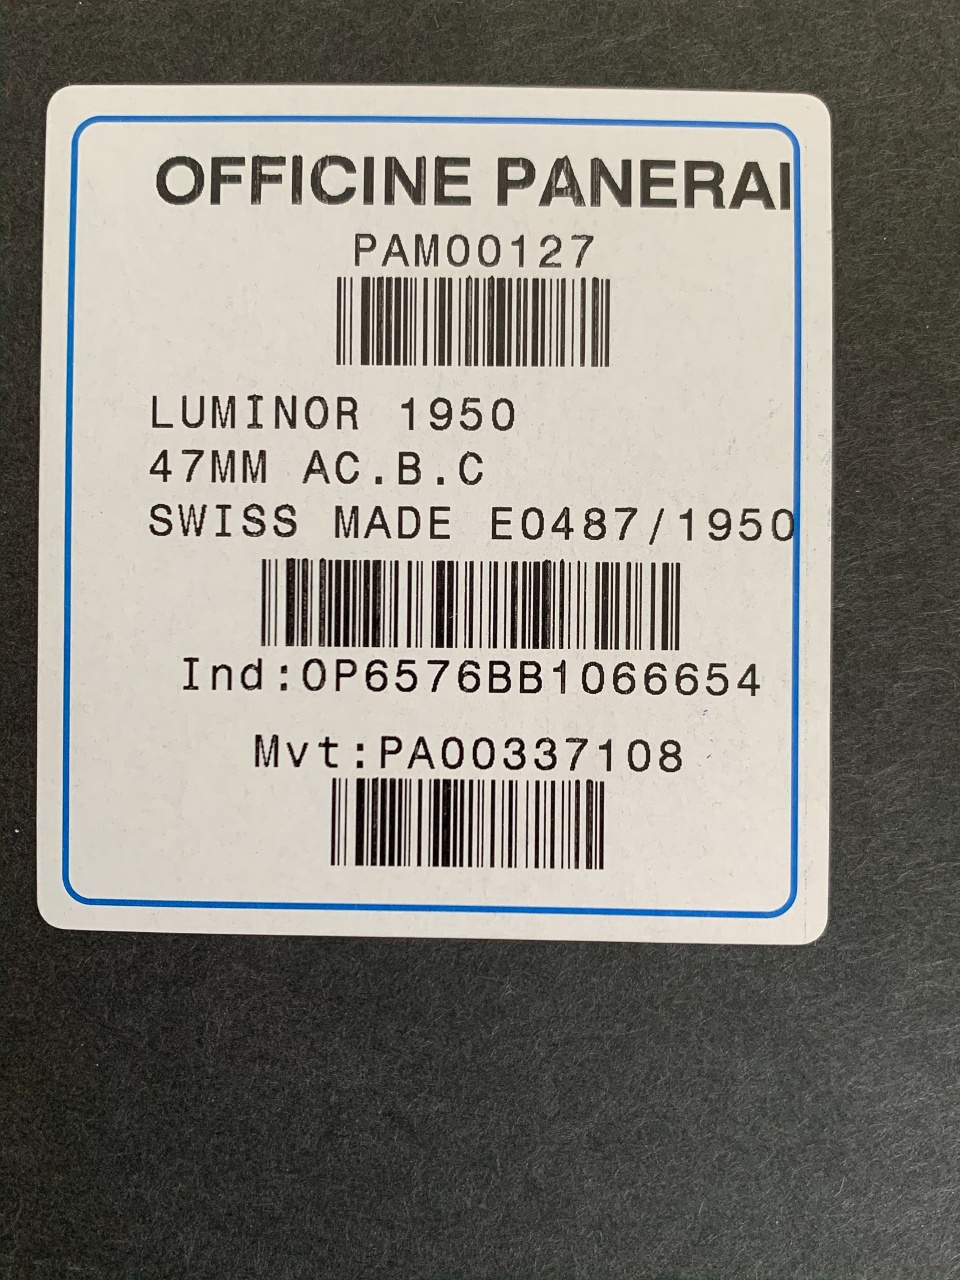 OFFICINE PANERAI
PAM00127
LUMINOR 1950
47MM AC.B.C
SWISS MADE E0487/1950
Ind:OP6576BB1066654
Mvt:PA00337108